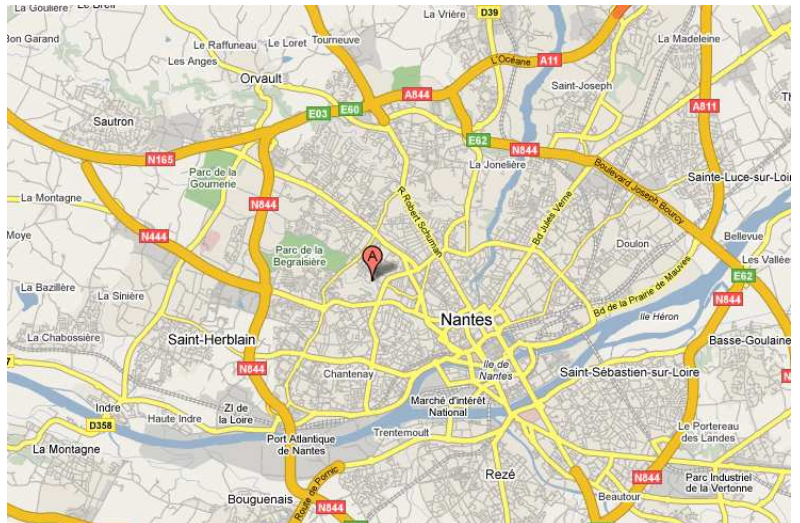 La Goulière
La Vrière
D39
La Madeleine
Bon Garand
Le Raffuneau
Le Loret
Tourneuve
Les Anges
L'Océane
A11
Orvault
Saint-Joseph
A844
E60
E03
A811
Sautron
E62
N844
N165
La Jonelière
Boulevard Joseph Bourcy
Parc de la
Gournerie
Sainte-Luce-sur-Loi
La Montagne
N844
R. Robert Schuman
Bd Jules Verne
Moye
N444
Parc de la
Begraisière
Doulon
Bellevue
A
Les Vallée
E62
La Bazillère
La Sinière
Bd de la Prairie de Mauves
N844
Nantes
Ile Héron
La Chabossière
Saint-Herblain
Basse-Goulaine
N844
Chantenay
Ile de
Nantes
Saint-Sébastien-sur-Loire
N
Indre
Haute Indre
ZI de
la Loire
Marché d'intérêt
National
D358
Port Atlantique
de Nantes
Trentemoult
Le Portereau
des Landes
La Montagne
Rezé
N844
Parc Industriel
de la Vertonne
Route de Pornic
Bouguenais
N844
Beautour